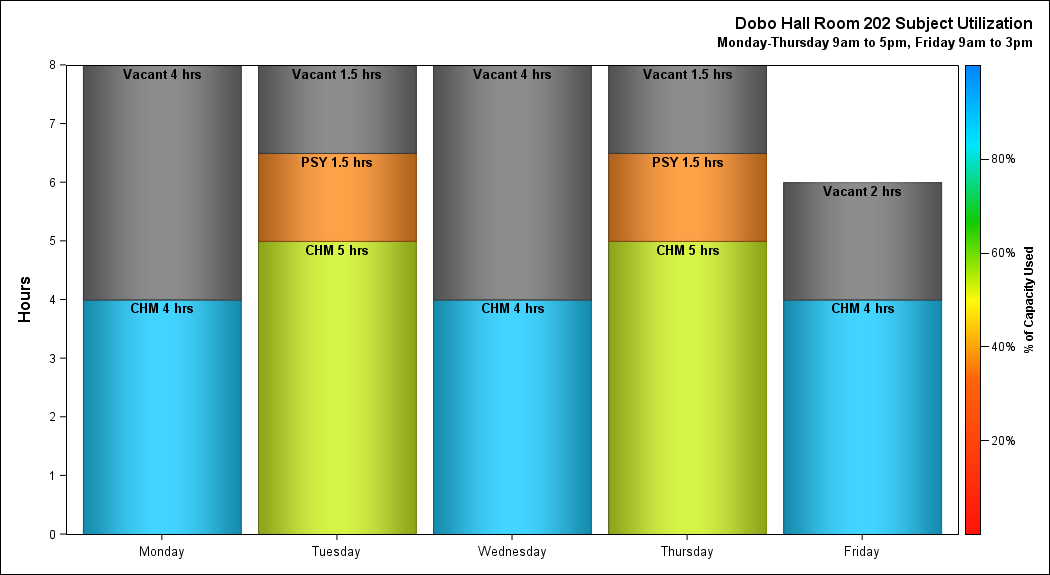 Dobo Hall Room 202 Subject Utilization
Monday-Thursday 9am to 5pm, Friday 9am to 3pm
Hours
8
7
6
5
4
3
2
1
0
Vacant 4 hrs
CHM 4 hrs
Vacant 1.5 hrs
PSY 1.5 hrs
CHM 5 hrs
Vacant 4 hrs
CHM 4 hrs
Vacant 1.5 hrs
PSY 1.5 hrs
CHM 5 hrs
Vacant 2 hrs
CHM 4 hrs
Monday Tuesday Wednesday Thursday Friday
80%
60%
40%
20%
% of Capacity Used